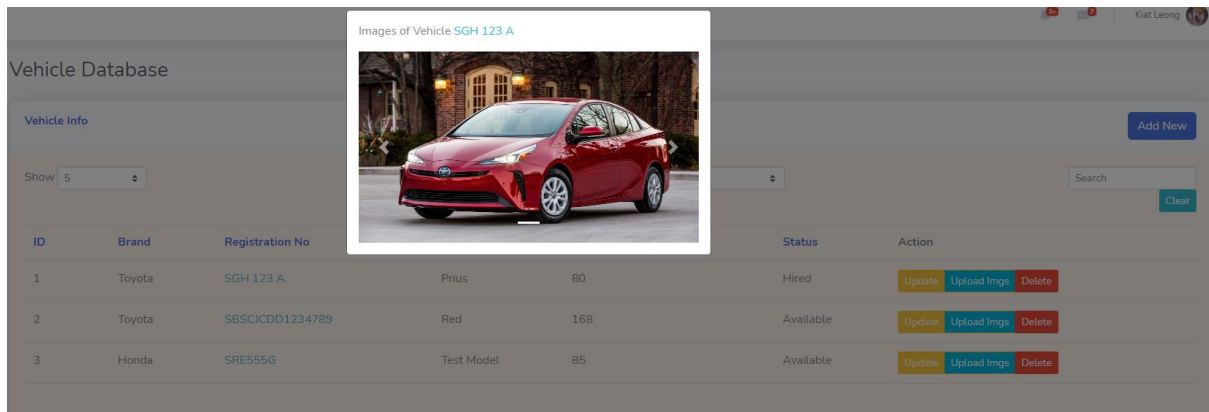 3+ 7 Kiat Leong
Images of Vehicle SGH 123 A
Vehicle Database
Vehicle Info Add New
Show 5 Search
Clear
ID Brand Registration No Status Action
1 Toyota SGH 123 A Prius 80 Hired Update Upload Imgs Delete
2 Toyota SBSCJCDD1234789 Red 168 Available Update Upload Imgs Delete
3 Honda SRE555G Test Model 85 Available Update Upload Imgs Delete